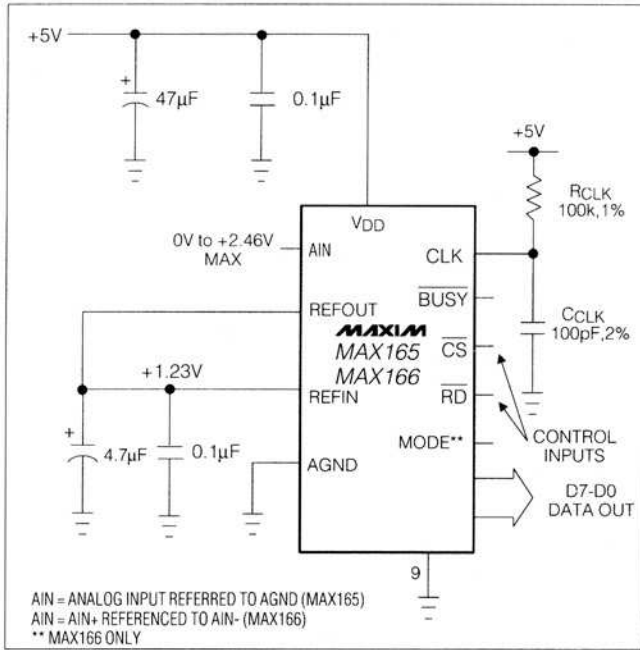 +5V
+
47µF
0.1µF
+5V
RCLK
100k,1%
VDD
0V to +2.46V
MAX
AIN
CLK
REFOUT
BUSY
CCLK
100pF,2%
MAXIM
MAX165
MAX166
CS
+1.23V
REFIN
RD
+
4.7µF
0.1µF
MODE**
CONTROL
INPUTS
AGND
D7-D0
DATA OUT
9
AIN = ANALOG INPUT REFERRED TO AGND (MAX165)
AIN = AIN+ REFERENCED TO AIN- (MAX166)
** MAX166 ONLY